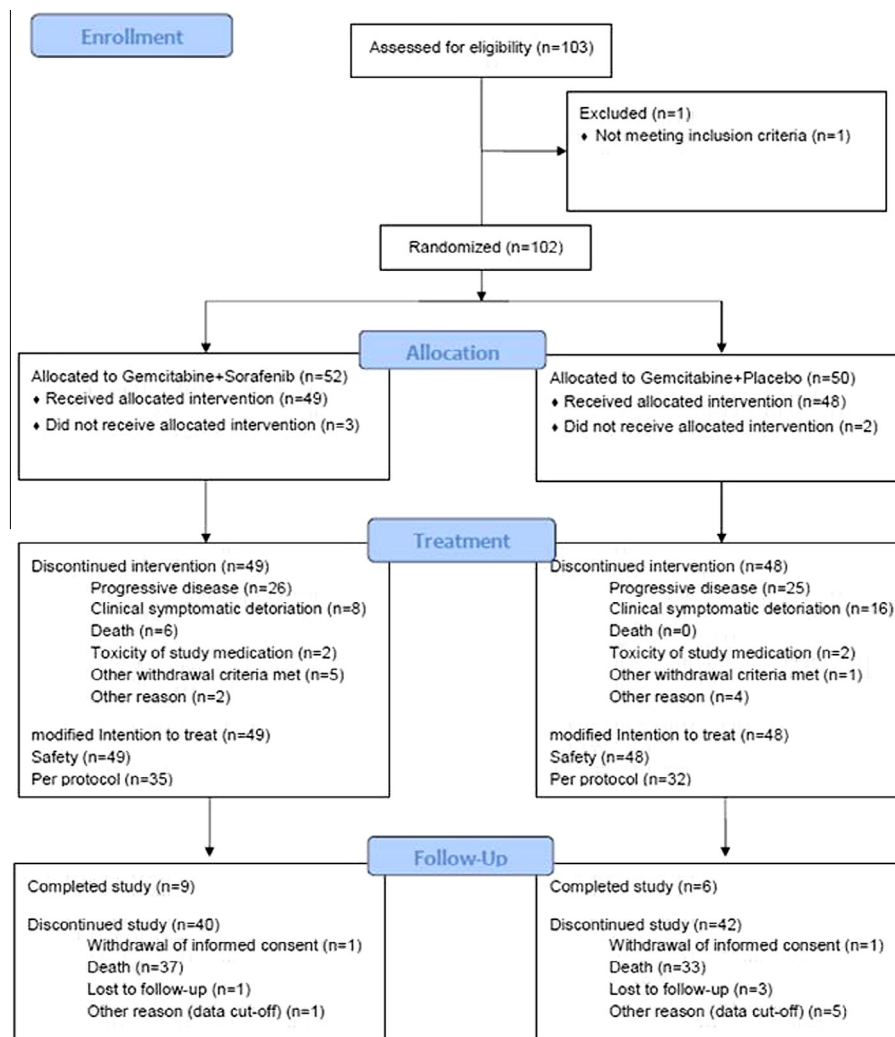 Enrollment
Assessed for eligibility (n=103)
Excluded (n=1)
♦ Not meeting inclusion criteria (n=1)
Randomized (n=102)
Allocation
Allocated to Gemcitabine+Sorafenib (n=52)
♦ Received allocated intervention (n=49)
♦ Did not receive allocated intervention (n=3)
Allocated to Gemcitabine+Placebo (n=50)
♦ Received allocated intervention (n=48)
♦ Did not receive allocated intervention (n=2)
Treatment
Discontinued intervention (n=49)
Progressive disease (n=26)
Clinical symptomatic detoriation (n=8)
Death (n=6)
Toxicity of study medication (n=2)
Other withdrawal criteria met (n=5)
Other reason (n=2)
modified Intention to treat (n=49)
Safety (n=49)
Per protocol (n=35)
Discontinued intervention (n=48)
Progressive disease (n=25)
Clinical symptomatic detoriation (n=16)
Death (n=0)
Toxicity of study medication (n=2)
Other withdrawal criteria met (n=1)
Other reason (n=4)
modified Intention to treat (n=48)
Safety (n=48)
Per protocol (n=32)
Follow-Up
Completed study (n=9)
Discontinued study (n=40)
Withdrawal of informed consent (n=1)
Death (n=37)
Lost to follow-up (n=1)
Other reason (data cut-off) (n=1)
Completed study (n=6)
Discontinued study (n=42)
Withdrawal of informed consent (n=1)
Death (n=33)
Lost to follow-up (n=3)
Other reason (data cut-off) (n=5)